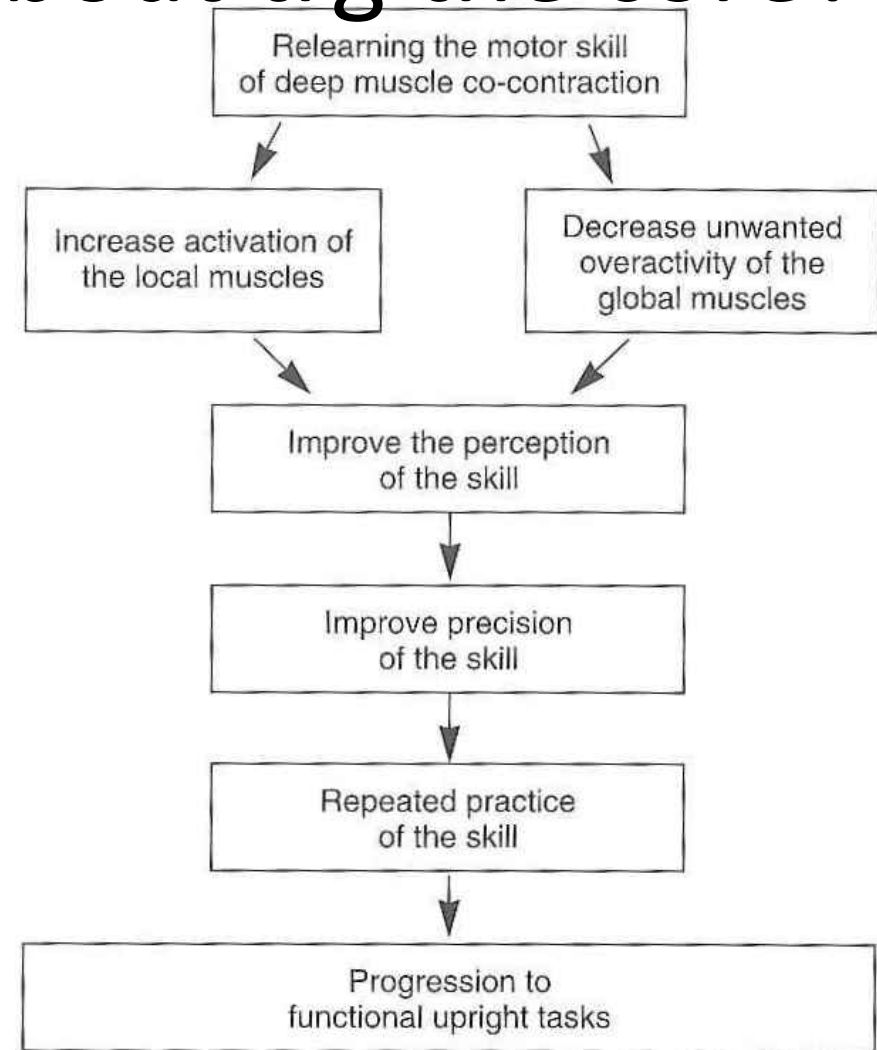 Relearning the motor skill
of deep muscle co-contraction
Increase activation of
the local muscles
Decrease unwanted
overactivity of the
global muscles
Improve the perception
of the skill
Improve precision
of the skill
Repeated practice
of the skill
Progression to
functional upright tasks